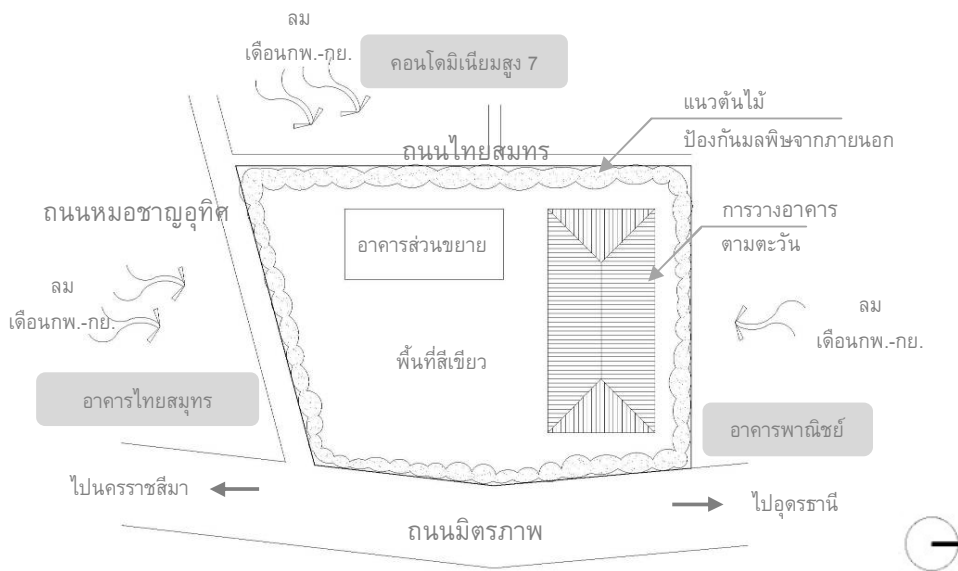 ลม
เดือนกพ.-กย.
คอนโดมิเนียมสูง 7
แนวต้นไม้
ป้องกันมลพิษจากภายนอก
ถนนไทยสมทร
ถนนหมอชาญอุทิศ
อาคารส่วนขยาย
การวางอาคาร
ตามตะวัน
ลม
เดือนกพ.-กย.
ลม
เดือนกพ.-กย.
พื้นที่สีเขียว
อาคารไทยสมุทร
อาคารพาณิชย์
ไปนครราชสีมา
ไปอุดรธานี
ถนนมิตรภาพ